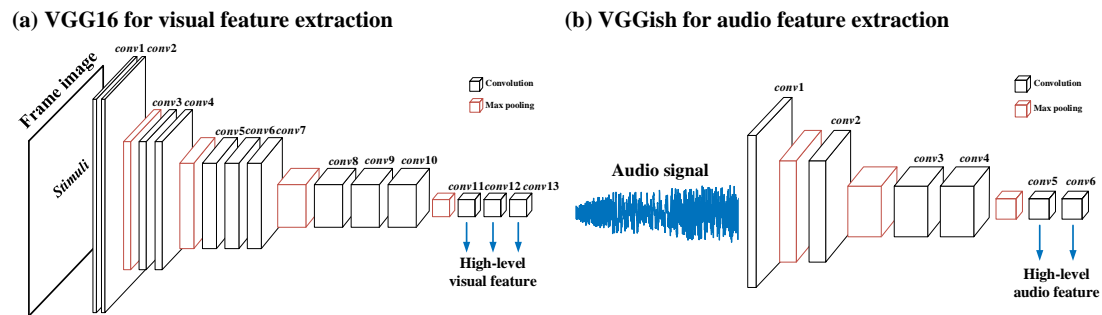 (a) VGG16 for visual feature extraction
conv1 conv2
Frame image
Stimuli
conv3 conv4
conv5 conv6 conv7
conv8 conv9 conv10
conv11 conv12 conv13
Convolution
Max pooling
High-level
visual feature
(b) VGGish for audio feature extraction
Audio signal
conv1
conv2
conv3 conv4
conv5 conv6
Convolution
Max pooling
High-level
audio feature